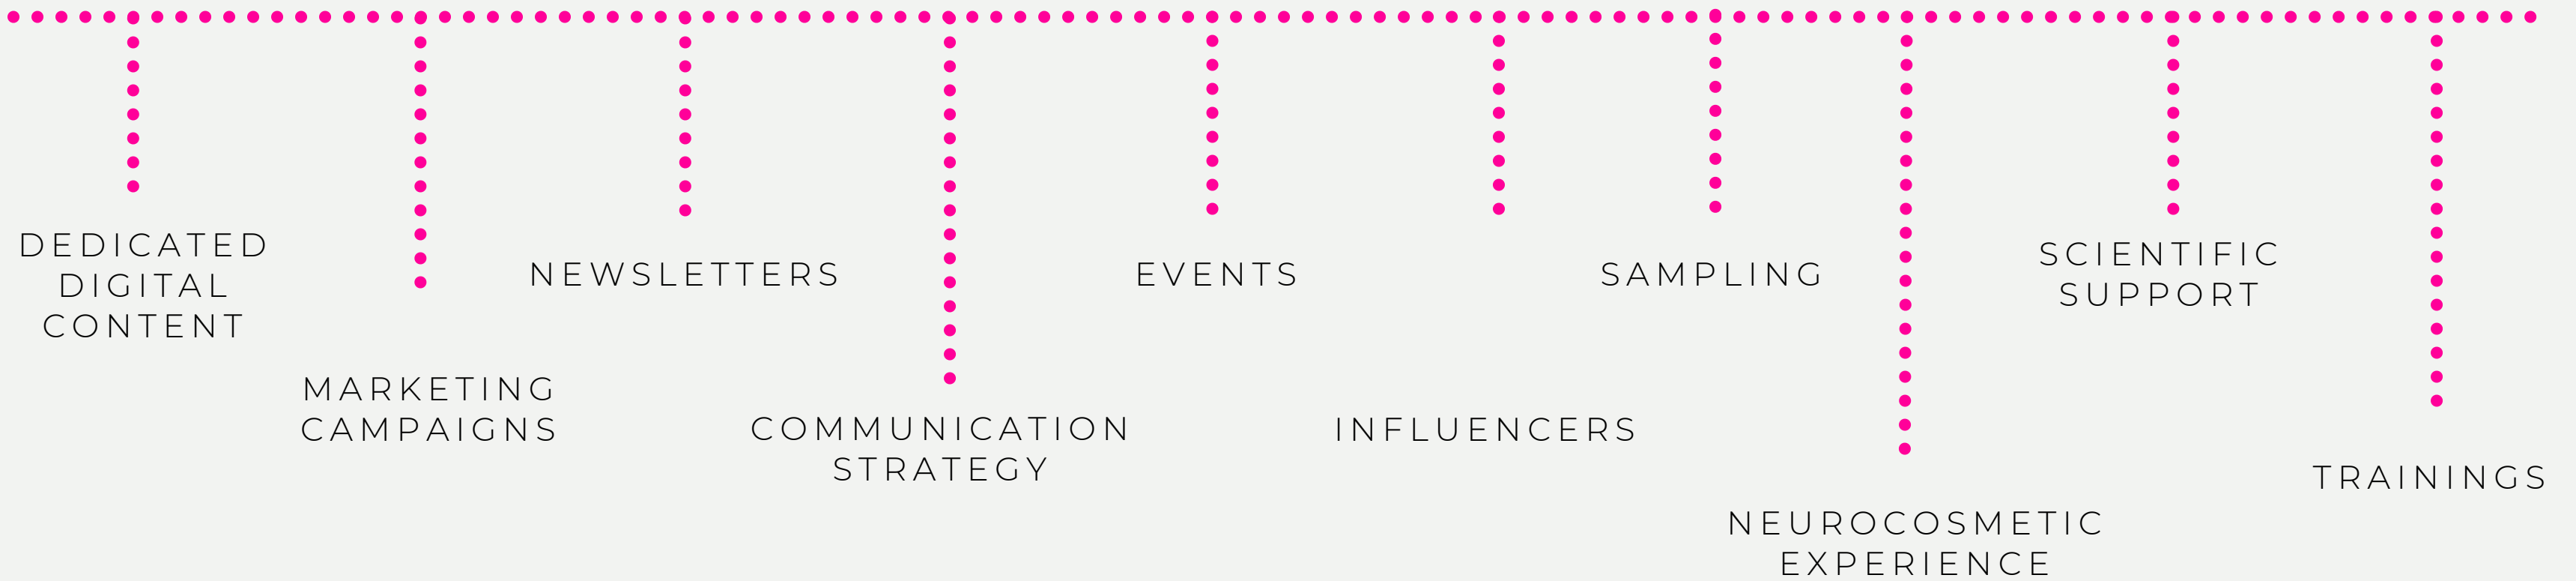 DEDICATED
DIGITAL
CONTENT
MARKETING
CAMPAIGNS
NEWSLETTERS
COMMUNICATION
STRATEGY
EVENTS
INFLUENCERS
SAMPLING
NEUROCOSMETIC
EXPERIENCE
SCIENTIFIC
SUPPORT
TRAININGS